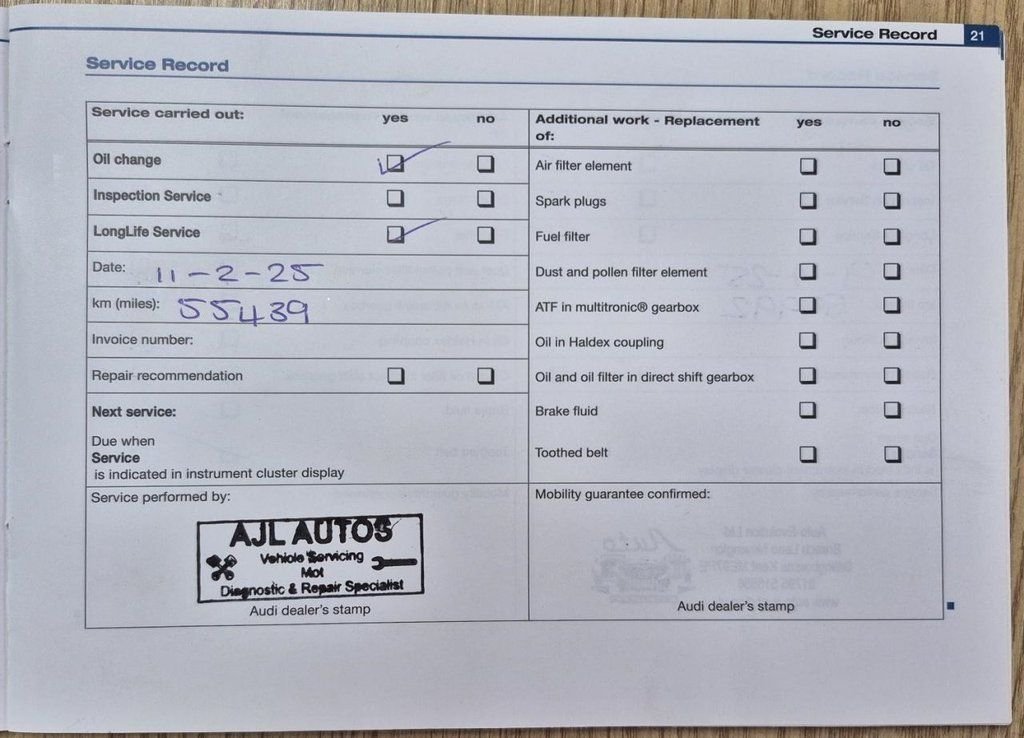 Service Record 21
Service Record
Service carried out: yes no
Oil change
Inspection Service
LongLife Service
Date: 11-2-25
km (miles): 55439
Invoice number:
Repair recommendation
Next service:
Due when
Service
is indicated in instrument cluster display
Service performed by:
AJL AUTOS
Vehicle Servicing
Mot
Diagnostic & Repair Specialist
Audi dealer's stamp
Additional work - Replacement of: yes no
Air filter element
Spark plugs
Fuel filter
Dust and pollen filter element
ATF in multitronic® gearbox
Oil in Haldex coupling
Oil and oil filter in direct shift gearbox
Brake fluid
Toothed belt
Mobility guarantee confirmed:
Audi dealer's stamp